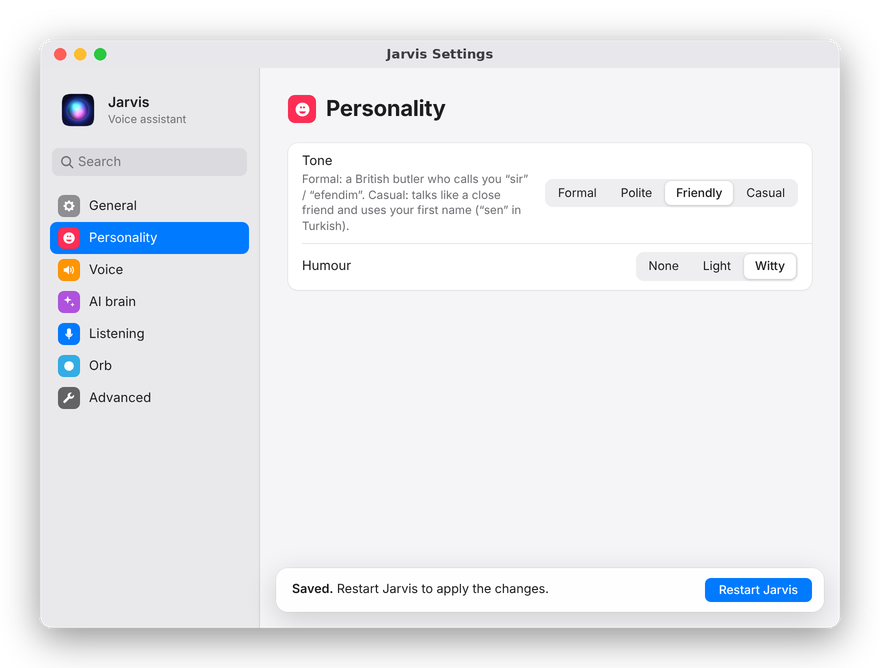 Jarvis Settings
Jarvis
Voice assistant
Search
General
Personality
Voice
AI brain
Listening
Orb
Advanced
Personality
Tone
Formal: a British butler who calls you “sir”
/ “efendim”. Casual: talks like a close
friend and uses your first name (“sen” in
Turkish).
Formal Polite Friendly Casual
Humour
None Light Witty
Saved. Restart Jarvis to apply the changes.
Restart Jarvis